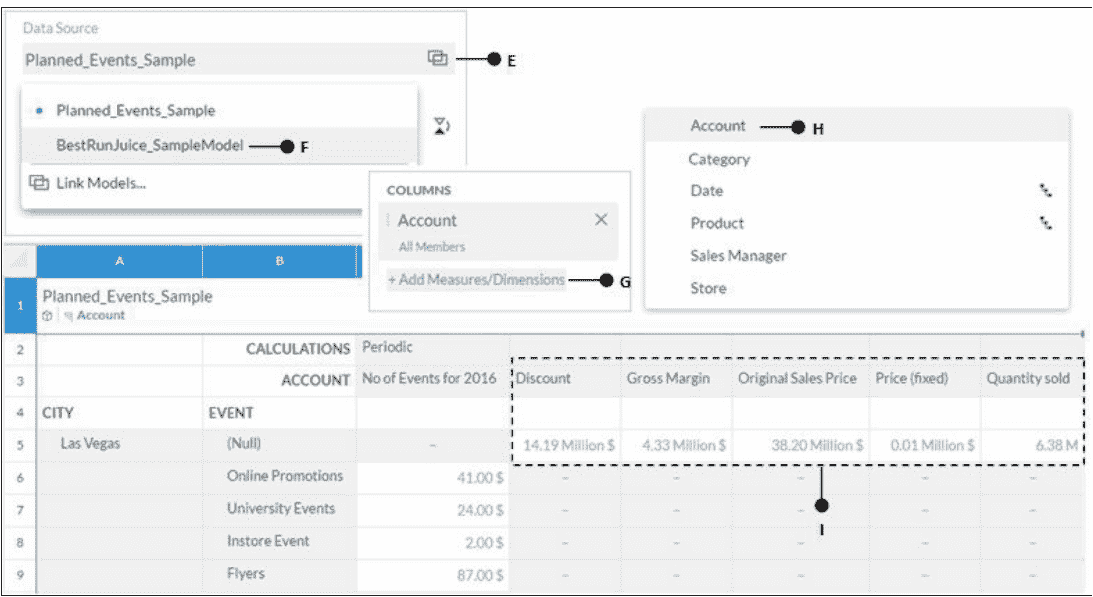 Data Source
Planned_Events_Sample
E
Planned_Events_Sample
BestRunJuice_SampleModel
F
Link Models...
COLUMNS
Account
All Members
+ Add Measures/Dimensions
G
Account
H
Category
Date
Product
Sales Manager
Store
A B
1 Planned_Events_Sample
Account
2 CALCULATIONS Periodic
3 ACCOUNT No of Events for 2016 Discount Gross Margin Original Sales Price Price (fixed) Quantity sold
4 CITY EVENT
5 Las Vegas (Null) – 14.19 Million $ 4.33 Million $ 38.20 Million $ 0.01 Million $ 6.38 M
6 Online Promotions 41.00 $ – – – – –
7 University Events 24.00 $ – – – – –
8 Instore Event 2.00 $ – – – – –
9 Flyers 87.00 $ – – – – –
I